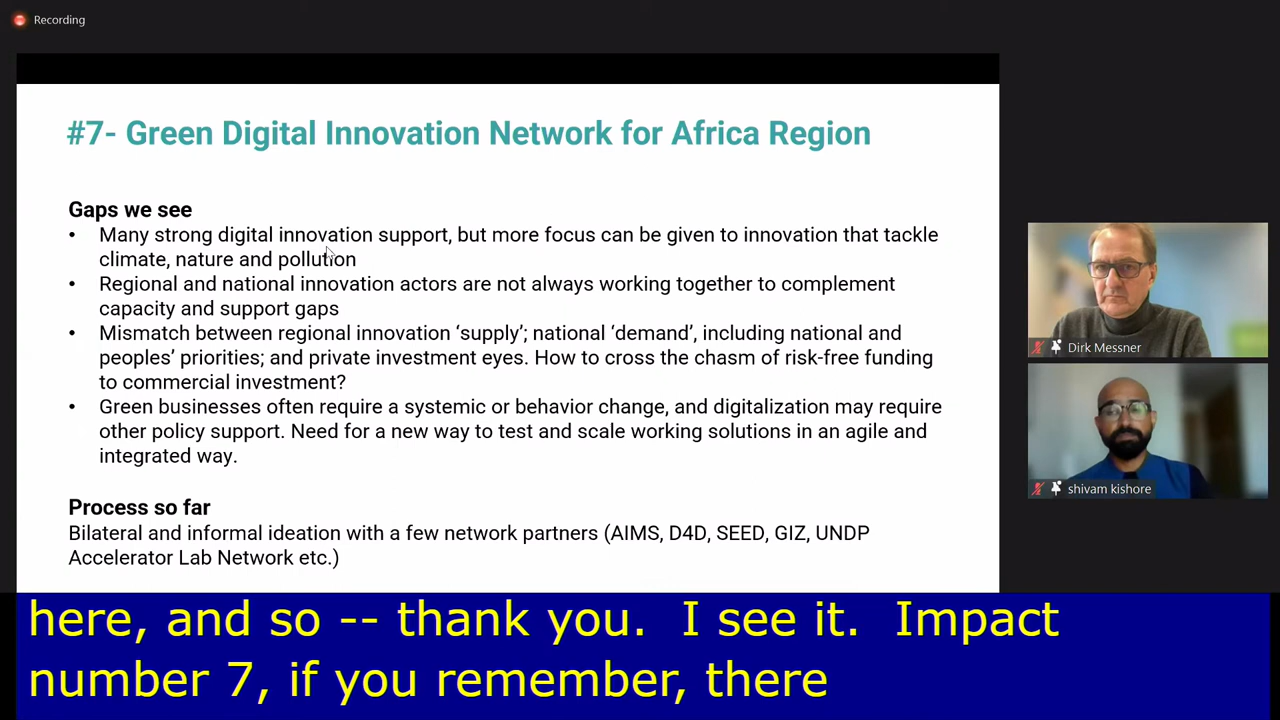 Recording
#7- Green Digital Innovation Network for Africa Region
Gaps we see
• Many strong digital innovation support, but more focus can be given to innovation that tackle
climate, nature and pollution
• Regional and national innovation actors are not always working together to complement
capacity and support gaps
• Mismatch between regional innovation ‘supply’; national ‘demand’, including national and
peoples’ priorities; and private investment eyes. How to cross the chasm of risk-free funding
to commercial investment?
• Green businesses often require a systemic or behavior change, and digitalization may require
other policy support. Need for a new way to test and scale working solutions in an agile and
integrated way.
Process so far
Bilateral and informal ideation with a few network partners (AIMS, D4D, SEED, GIZ, UNDP
Accelerator Lab Network etc.)
Dirk Messner
shivam kishore
here, and so -- thank you. I see it. Impact
number 7, if you remember, there